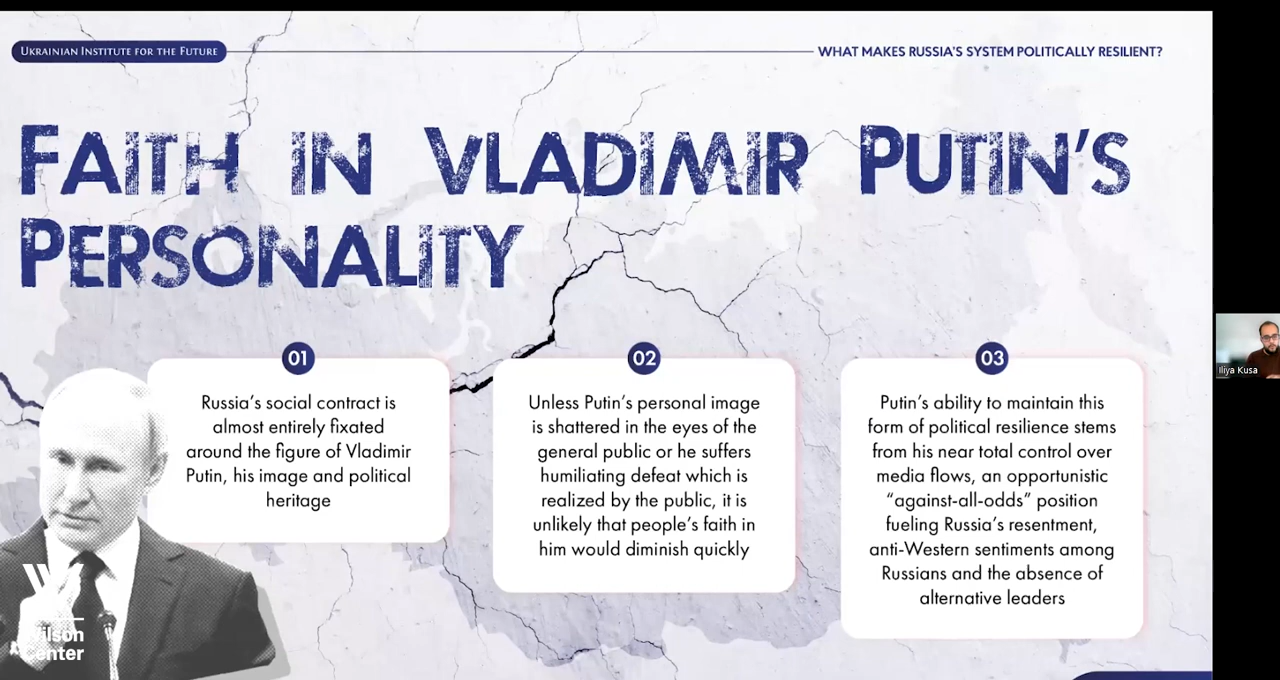 UKRAINIAN INSTITUTE FOR THE FUTURE
WHAT MAKES RUSSIA'S SYSTEM POLITICALLY RESILIENT?
FAITH IN VLADIMIR PUTIN'S
PERSONALITY
01
Russia's social contract is
almost entirely fixated
around the figure of Vladimir
Putin, his image and political
heritage
02
Unless Putin's personal image
is shattered in the eyes of the
general public or he suffers
humiliating defeat which is
realized by the public, it is
unlikely that people's faith in
him would diminish quickly
03
Putin's ability to maintain this
form of political resilience stems
from his near total control over
media flows, an opportunistic
“against-all-odds” position
fueling Russia's resentment,
anti-Western sentiments among
Russians and the absence of
alternative leaders
Wilson
Center
Iliya Kusa